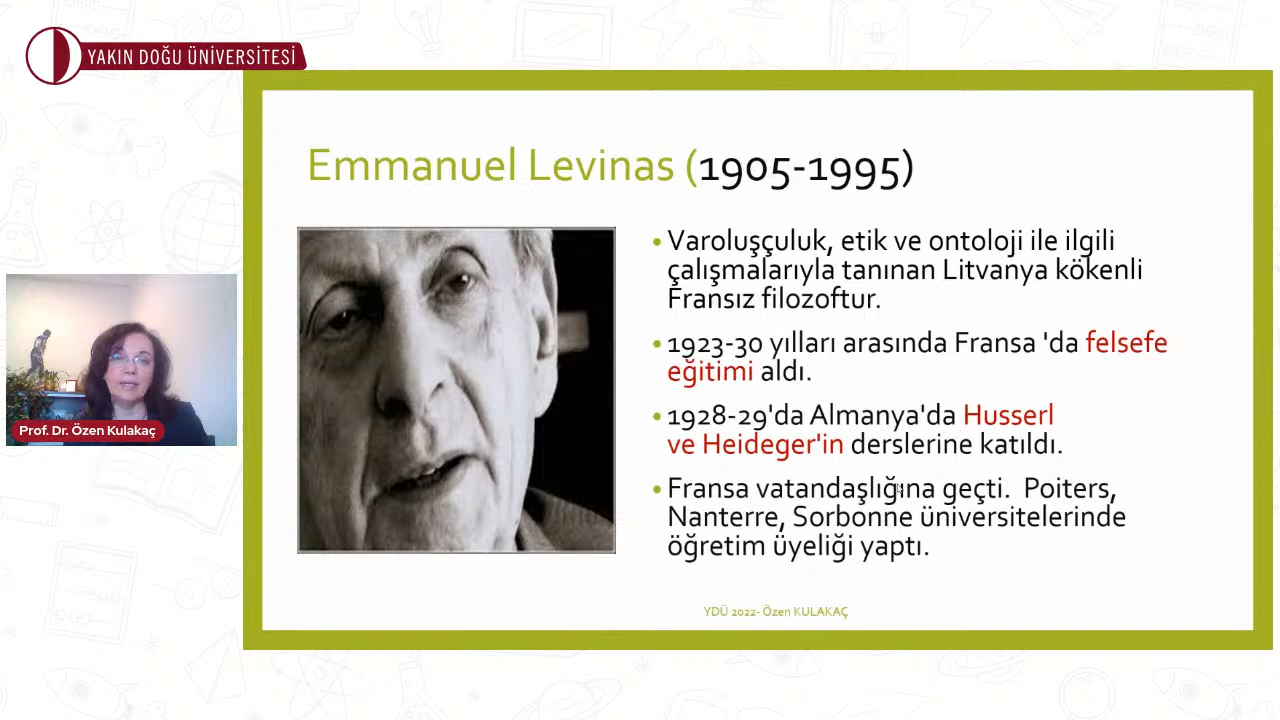 YAKIN DOĞU ÜNİVERSİTESİ
Emmanuel Levinas (1905-1995)
• Varoluşçuluk, etik ve ontoloji ile ilgili
çalışmalarıyla tanınan Litvanya kökenli
Fransız filozoftur.
• 1923-30 yılları arasında Fransa 'da felsefe
eğitimi aldı.
• 1928-29'da Almanya'da Husserl
ve Heideger'in derslerine katıldı.
• Fransa vatandaşlığına geçti.  Poiters,
Nanterre, Sorbonne üniversitelerinde
öğretim üyeliği yaptı.
Prof. Dr. Özen Kulakaç
YDÜ 2022- Özen KULAKAÇ